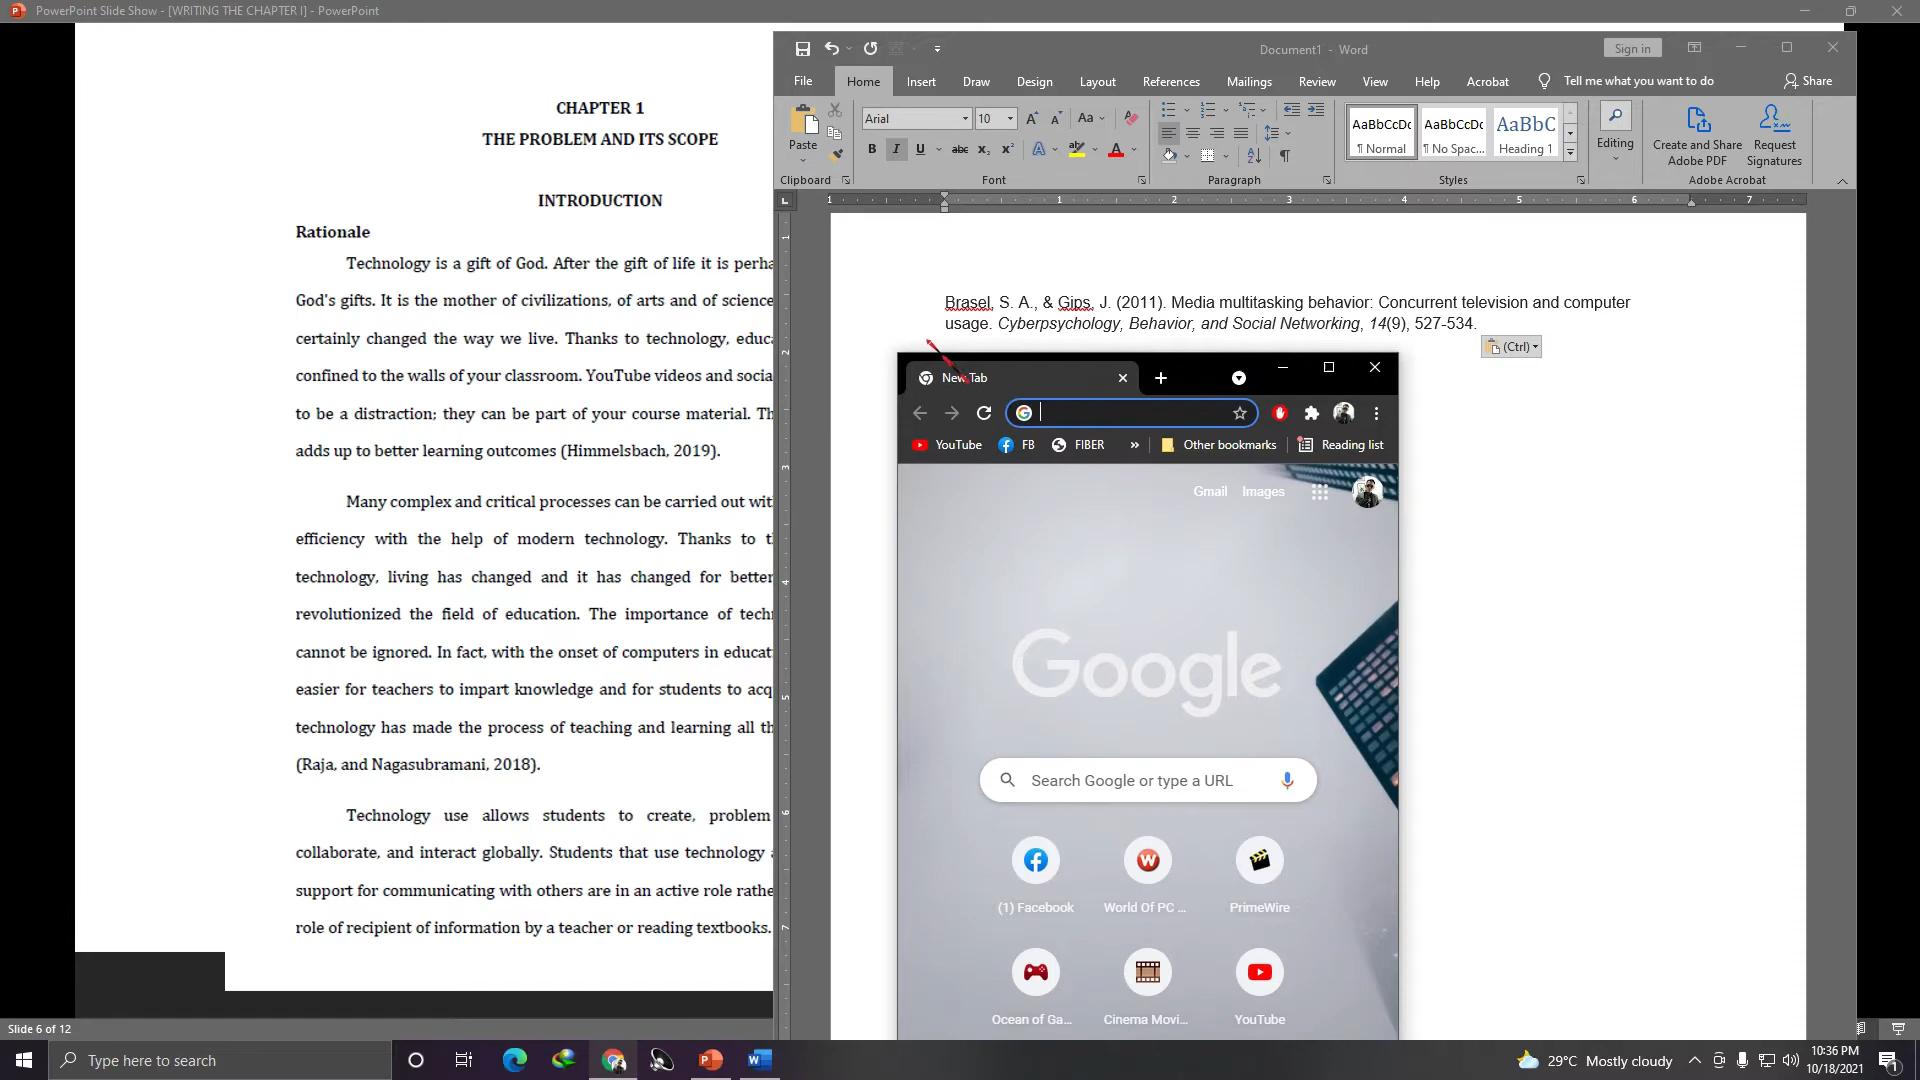 PowerPoint Slide Show - [WRITING THE CHAPTER I] - PowerPoint
CHAPTER 1
THE PROBLEM AND ITS SCOPE
INTRODUCTION
Rationale
Technology is a gift of God. After the gift of life it is perha
God's gifts. It is the mother of civilizations, of arts and of science
certainly changed the way we live. Thanks to technology, educa
confined to the walls of your classroom. YouTube videos and socia
to be a distraction; they can be part of your course material. Th
adds up to better learning outcomes (Himmelsbach, 2019).
Many complex and critical processes can be carried out wit
efficiency with the help of modern technology. Thanks to th
technology, living has changed and it has changed for better
revolutionized the field of education. The importance of techn
cannot be ignored. In fact, with the onset of computers in educati
easier for teachers to impart knowledge and for students to acq
technology has made the process of teaching and learning all th
(Raja, and Nagasubramani, 2018).
Technology use allows students to create, problem
collaborate, and interact globally. Students that use technology a
support for communicating with others are in an active role rathe
role of recipient of information by a teacher or reading textbooks.
Slide 6 of 12
Document1 - Word
Sign in
File Home Insert Draw Design Layout References Mailings Review View Help Acrobat Tell me what you want to do Share
Paste
Clipboard
Arial 10
Font
Paragraph
AaBbCcDc AaBbCcDc AaBbC
¶ Normal ¶ No Spac... Heading 1
Styles
Editing
Create and Share
Adobe PDF
Request
Signatures
Adobe Acrobat
1 1 2 3 4 5 6 7
Brasel, S. A., & Gips, J. (2011). Media multitasking behavior: Concurrent television and computer
usage. Cyberpsychology, Behavior, and Social Networking, 14(9), 527-534.
(Ctrl)
New Tab
YouTube FB FIBER » Other bookmarks Reading list
Gmail Images
Google
Search Google or type a URL
(1) Facebook World Of PC ... PrimeWire
Ocean of Ga... Cinema Movi... YouTube
Type here to search
29°C Mostly cloudy
10:36 PM
10/18/2021
1